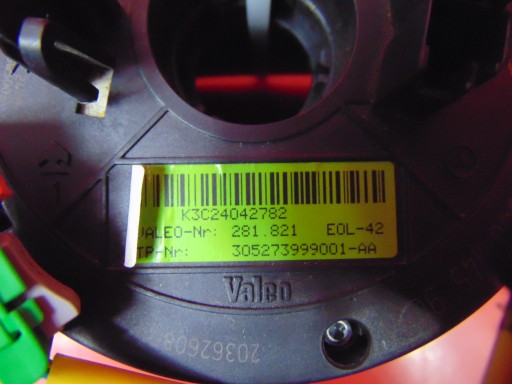 K3C24042782
VALEO-Nr: 281.821 EOL-42
TP-Nr: 305273999001-AA
Valeo
20362608